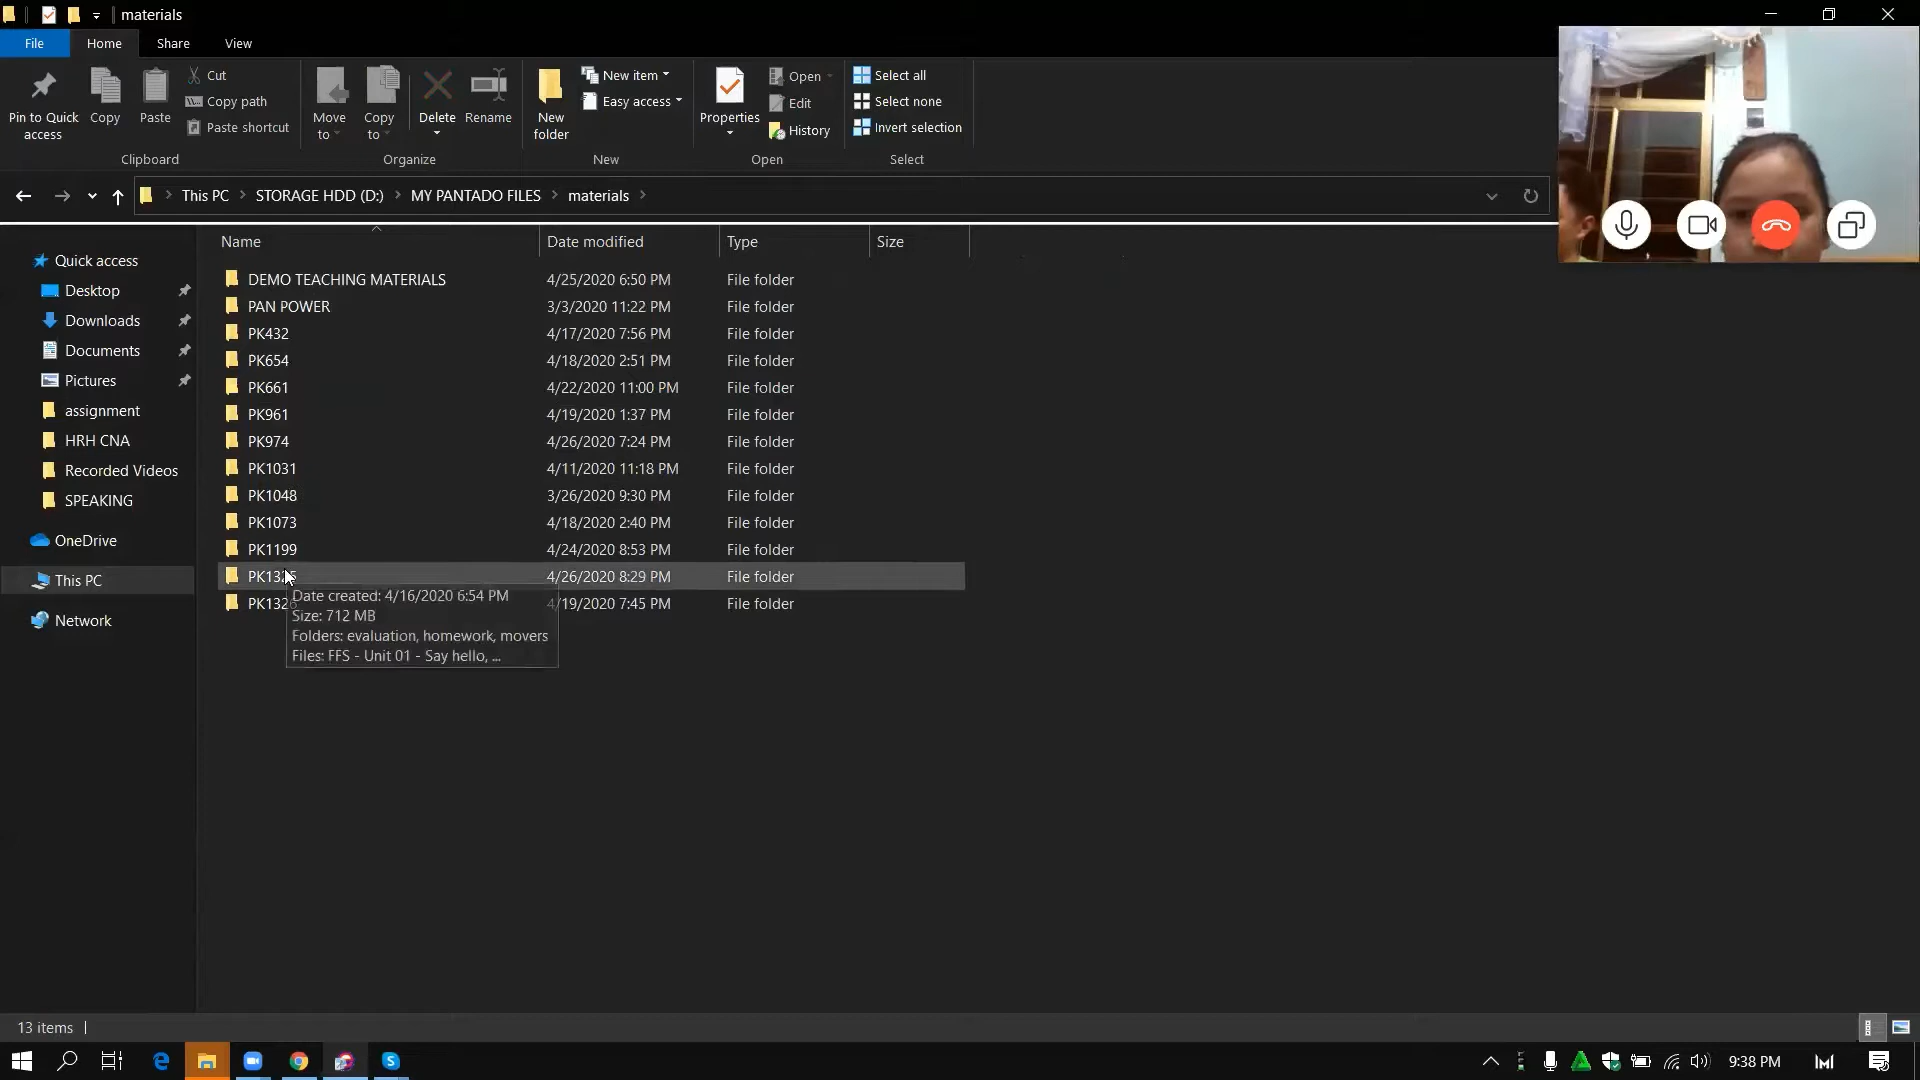 materials
File Home Share View
Pin to Quick access
Copy
Paste
Cut
Copy path
Paste shortcut
Clipboard
Move to
Copy to
Delete
Rename
Organize
New folder
New item
Easy access
New
Properties
Open
Edit
History
Open
Select all
Select none
Invert selection
Select
This PC STORAGE HDD (D:) MY PANTADO FILES materials
Name Date modified Type Size
Quick access
Desktop
Downloads
Documents
Pictures
assignment
HRH CNA
Recorded Videos
SPEAKING
OneDrive
This PC
Network
DEMO TEACHING MATERIALS 4/25/2020 6:50 PM File folder
PAN POWER 3/3/2020 11:22 PM File folder
PK432 4/17/2020 7:56 PM File folder
PK654 4/18/2020 2:51 PM File folder
PK661 4/22/2020 11:00 PM File folder
PK961 4/19/2020 1:37 PM File folder
PK974 4/26/2020 7:24 PM File folder
PK1031 4/11/2020 11:18 PM File folder
PK1048 3/26/2020 9:30 PM File folder
PK1073 4/18/2020 2:40 PM File folder
PK1199 4/24/2020 8:53 PM File folder
4/26/2020 8:29 PM File folder
4/19/2020 7:45 PM File folder
Date created: 4/16/2020 6:54 PM
Size: 712 MB
Folders: evaluation, homework, movers
Files: FFS - Unit 01 - Say hello, ...
13 items
9:38 PM